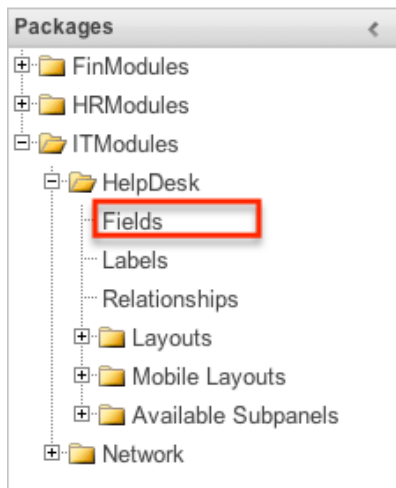 Packages
FinModules
HRModules
ITModules
HelpDesk
Fields
Labels
Relationships
Layouts
Mobile Layouts
Available Subpanels
Network